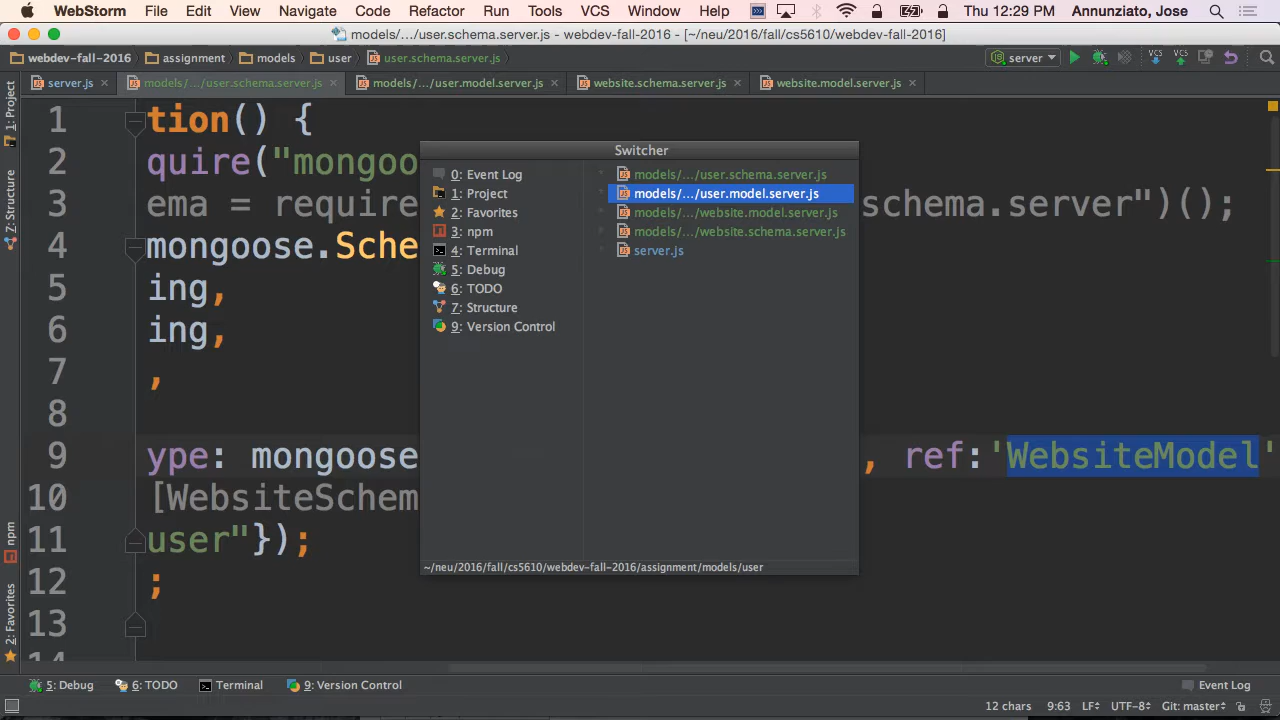 WebStorm File Edit View Navigate Code Refactor Run Tools VCS Window Help Thu 12:29 PM Annunziato, Jose
models/.../user.schema.server.js - webdev-fall-2016 - [~/neu/2016/fall/cs5610/webdev-fall-2016]
webdev-fall-2016 assignment models user user.schema.server.js server VCS VCS
server.js models/.../user.schema.server.js models/.../user.model.server.js website.schema.server.js website.model.server.js
1: Project
Z: Structure
npm
2: Favorites
1 tion() {
2 quire("mongoo
3 ema = require schema.server")();
4 mongoose.Sche
5 ing,
6 ing,
7 ,
8
9 ype: mongoose , ref:'WebsiteModel'
10 [WebsiteSchem
11 user"});
12 ;
13
14
Switcher
0: Event Log
1: Project
2: Favorites
3: npm
4: Terminal
5: Debug
6: TODO
7: Structure
9: Version Control
models/.../user.schema.server.js
models/.../user.model.server.js
models/.../website.model.server.js
models/.../website.schema.server.js
server.js
~/neu/2016/fall/cs5610/webdev-fall-2016/assignment/models/user
5: Debug 6: TODO Terminal 9: Version Control Event Log
12 chars 9:63 LF UTF-8 Git: master